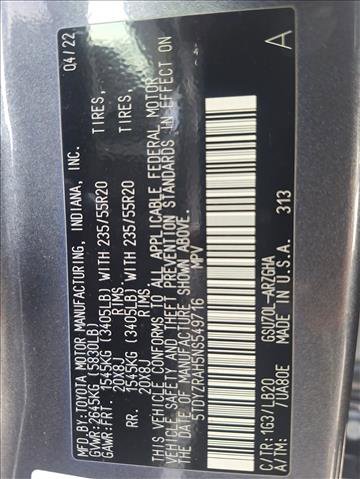 04/22 A
MFD.BY:TOYOTA MOTOR MANUFACTURING, INDIANA, INC.
GVWR:2645KG (5830LB)
GAWR:FRT. 1545KG (3405LB) WITH 235/55R20 TIRES,
20X8J RIMS,
RR. 1545KG (3405LB) WITH 235/55R20 TIRES,
20X8J RIMS,
THIS VEHICLE CONFORMS TO ALL APPLICABLE FEDERAL MOTOR
VEHICLE SAFETY AND THEFT PREVENTION STANDARDS IN EFFECT ON
THE DATE OF MANUFACTURE SHOWN ABOVE.
5TDYZRAH5NS549716 MPV
C/TR:1G3/LB20 GSU70L-ARZGHA
A/TM: /UA80E MADE IN U.S.A. 313